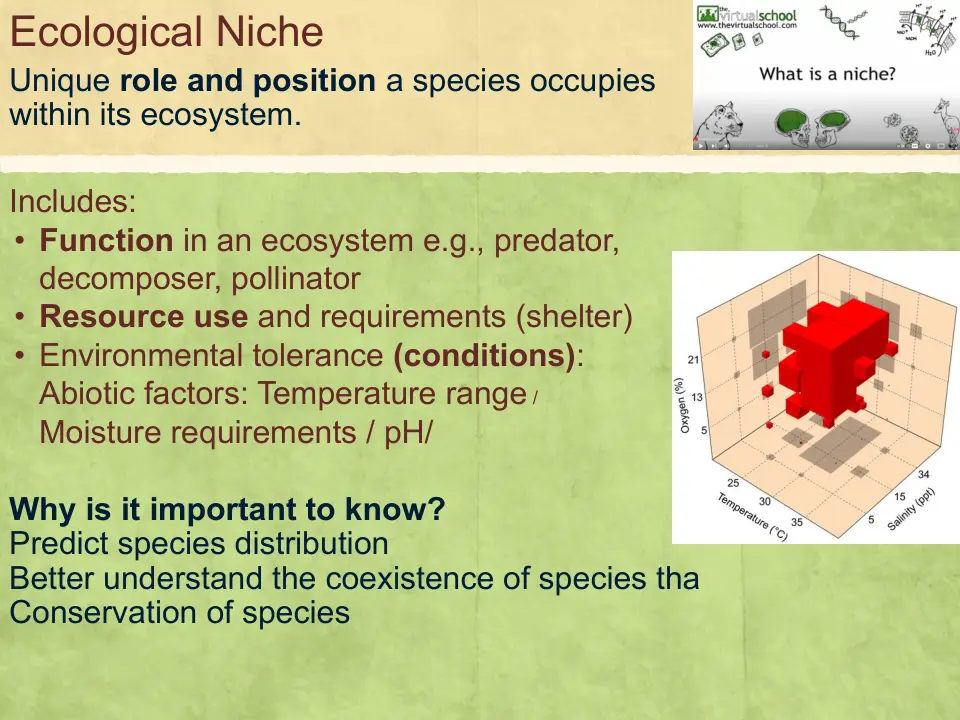 Ecological Niche
Unique role and position a species occupies
within its ecosystem.
the
virtualschool
www.thevirtualschool.com
What is a niche?
H₂O
Includes:
• Function in an ecosystem e.g., predator,
decomposer, pollinator
• Resource use and requirements (shelter)
• Environmental tolerance (conditions):
Abiotic factors: Temperature range /
Moisture requirements / pH/
Oxygen (%)
21
13
5
25
30
35
Temperature (°C)
5
15
34
Salinity (ppt)
Why is it important to know?
Predict species distribution
Better understand the coexistence of species tha
Conservation of species